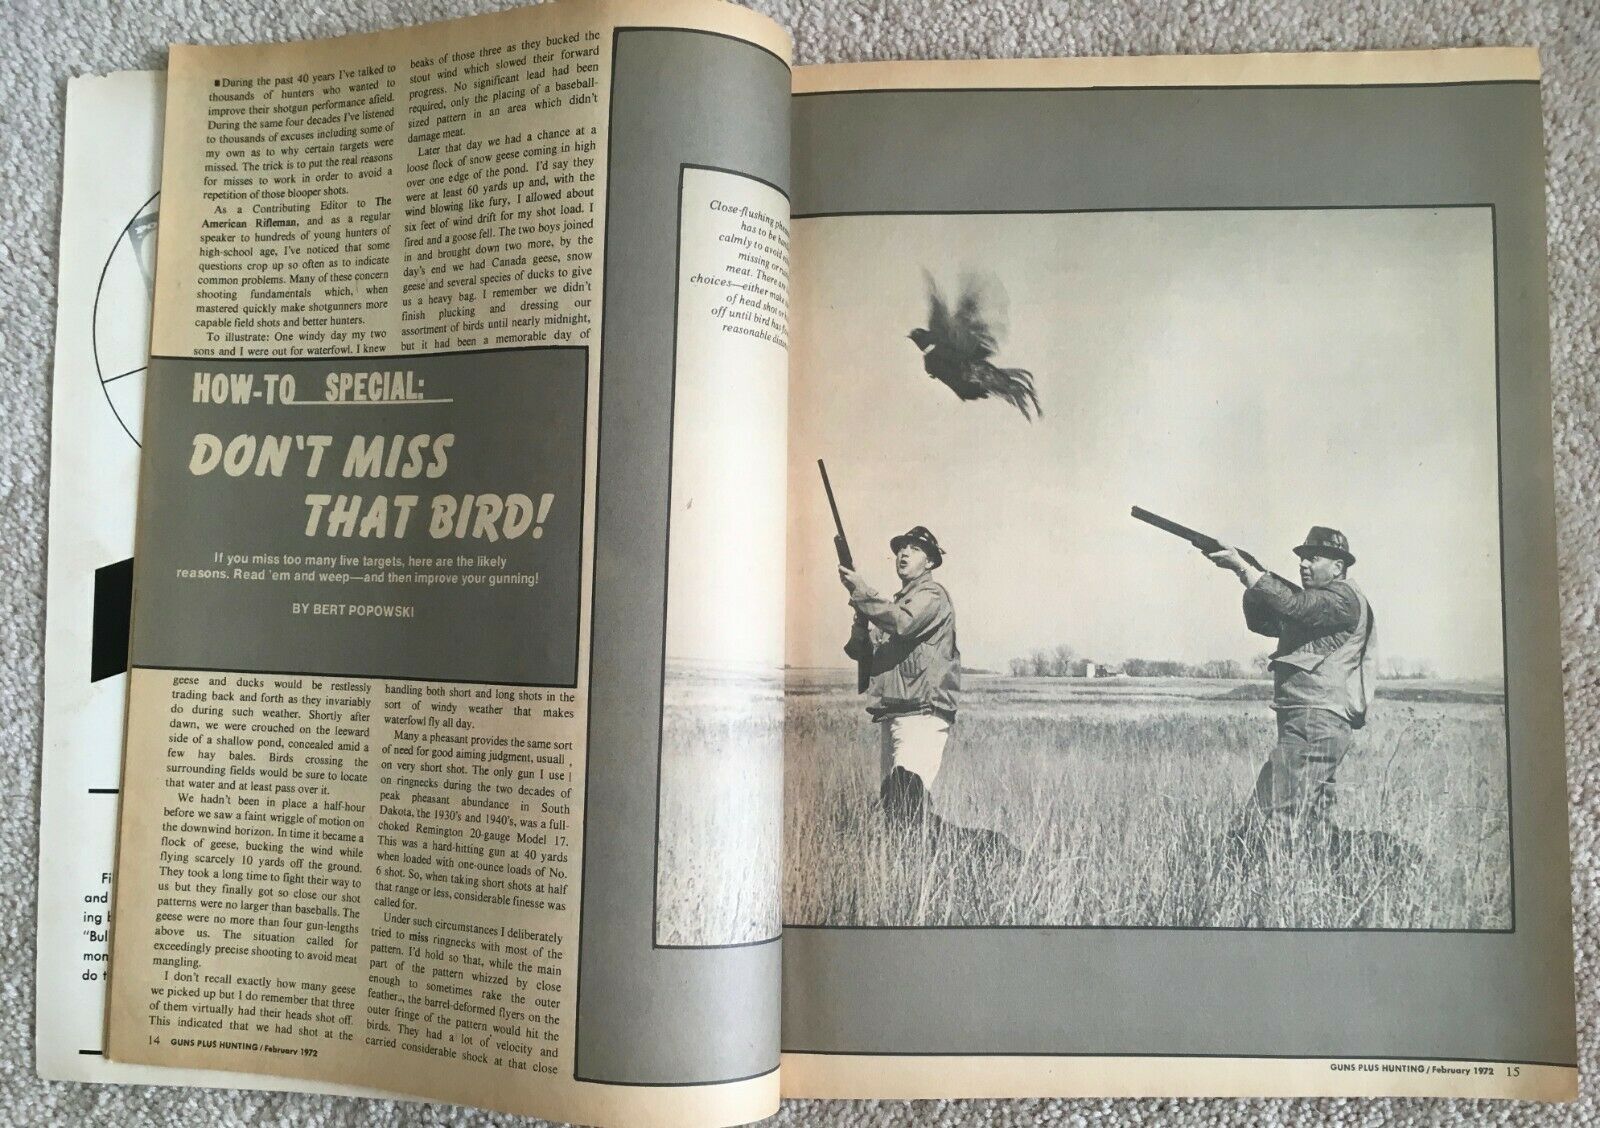 ■During the past 40 years I've talked to
thousands of hunters who wanted to
improve their shotgun performance afield.
During the same four decades I've listened
to thousands of excuses including some of
my own as to why certain targets were
missed. The trick is to put the real reasons
for misses to work in order to avoid a
repetition of those blooper shots.
As a Contributing Editor to The
American Rifleman, and as a regular
speaker to hundreds of young hunters of
high-school age, I've noticed that some
questions crop up so often as to indicate
common problems. Many of these concern
shooting fundamentals which, when
mastered quickly make shotgunners more
capable field shots and better hunters.
To illustrate: One windy day my two
sons and I were out for waterfowl. I knew
HOW-TO SPECIAL:
DON'T MISS
THAT BIRD!
If you miss too many live targets, here are the likely
reasons. Read 'em and weep—and then improve your gunning!
BY BERT POPOWSKI
geese and ducks would be restlessly
trading back and forth as they invariably
do during such weather. Shortly after
dawn, we were crouched on the leeward
side of a shallow pond, concealed amid a
few hay bales. Birds crossing the
surrounding fields would be sure to locate
that water and at least pass over it.
We hadn't been in place a half-hour
before we saw a faint wriggle of motion on
the downwind horizon. In time it became a
flock of geese, bucking the wind while
flying scarcely 10 yards off the ground.
They took a long time to fight their way to
us but they finally got so close our shot
patterns were no larger than baseballs. The
geese were no more than four gun-lengths
above us. The situation called for
exceedingly precise shooting to avoid meat
mangling.
I don't recall exactly how many geese
we picked up but I do remember that three
of them virtually had their heads shot off.
This indicated that we had shot at the
beaks of those three as they bucked the
stout wind which slowed their forward
progress. No significant lead had been
required, only the placing of a baseball-
sized pattern in an area which didn't
damage meat.
Later that day we had a chance at a
loose flock of snow geese coming in high
over one edge of the pond. I'd say they
were at least 60 yards up and, with the
wind blowing like fury, I allowed about
six feet of wind drift for my shot load. I
fired and a goose fell. The two boys joined
in and brought down two more, by the
day's end we had Canada geese, snow
geese and several species of ducks to give
us a heavy bag. I remember we didn't
finish plucking and dressing our
assortment of birds until nearly midnight,
but it had been a memorable day of
handling both short and long shots in the
sort of windy weather that makes
waterfowl fly all day.
Many a pheasant provides the same sort
of need for good aiming judgment, usuall
on very short shot. The only gun I use
on ringnecks during the two decades of
peak pheasant abundance in South
Dakota, the 1930's and 1940's, was a full-
choked Remington 20-gauge Model 17.
This was a hard-hitting gun at 40 yards
when loaded with one-ounce loads of No.
6 shot. So, when taking short shots at half
that range or less, considerable finesse was
called for.
Under such circumstances I deliberately
tried to miss ringnecks with most of the
pattern. I'd hold so that, while the main
part of the pattern whizzed by close
enough to sometimes rake the outer
feather., the barrel-deformed flyers on the
outer fringe of the pattern would hit the
birds. They had a lot of velocity and
carried considerable shock at that close
14 GUNS PLUS HUNTING / February 1972
Close-flushing
has to be
calmly to avoid
missing or
meat. There
choices—either make
of head shot or
off until bird has
reasonable
GUNS PLUS HUNTING / February 1972 15
Fi
and
ing
"Bul
mon
do t